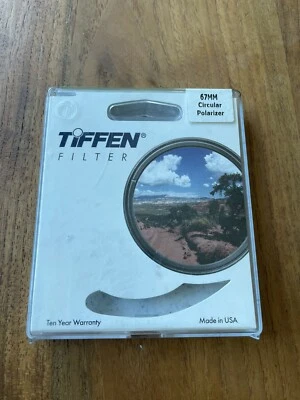 67MM
Circular
Polarizer
TIFFEN®
FILTER
Ten Year Warranty
Made in USA